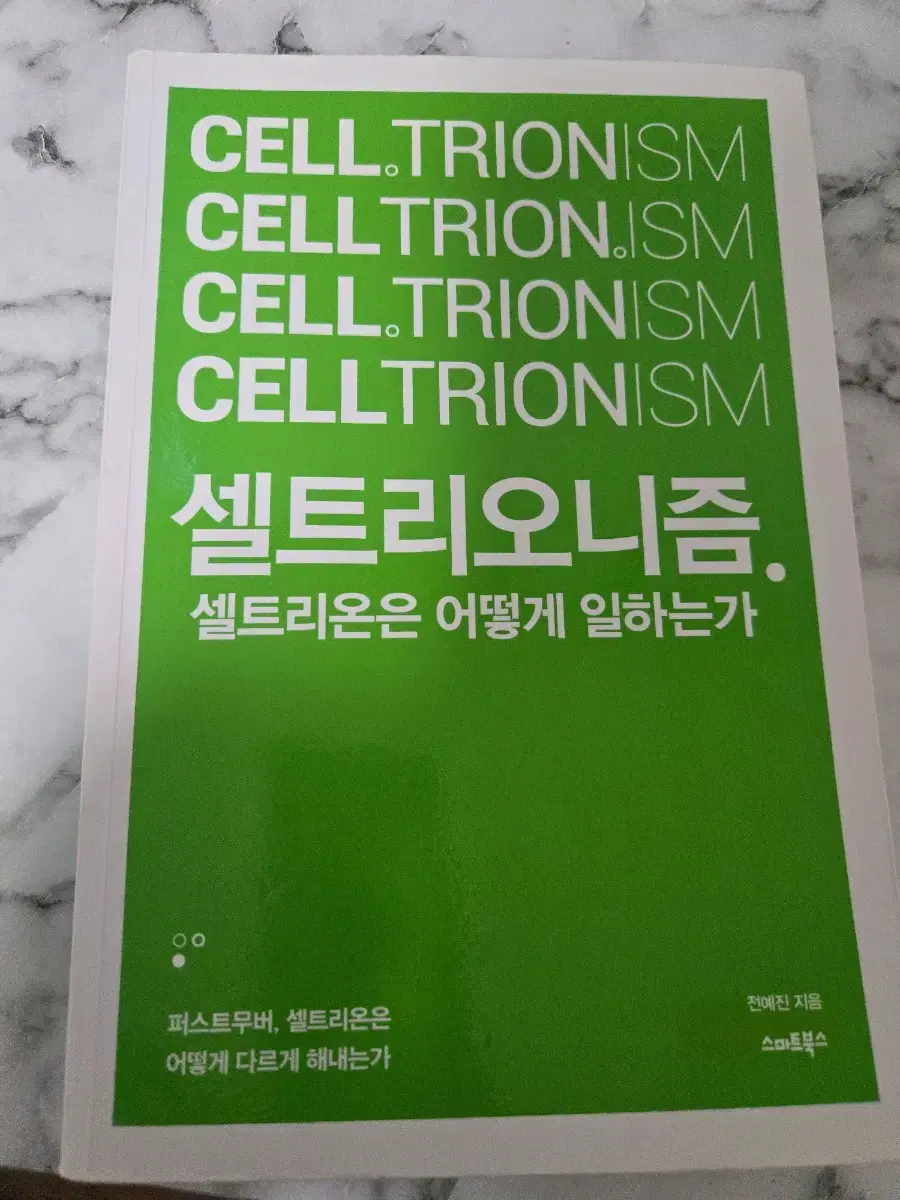 CELL.TRIONISM
CELLTRION.ISM
CELL.TRIONISM
CELLTRIONISM
셀트리오니즘.
셀트리온은 어떻게 일하는가
퍼스트무버, 셀트리온은
어떻게 다르게 해내는가
전예진 지음
스마트북스